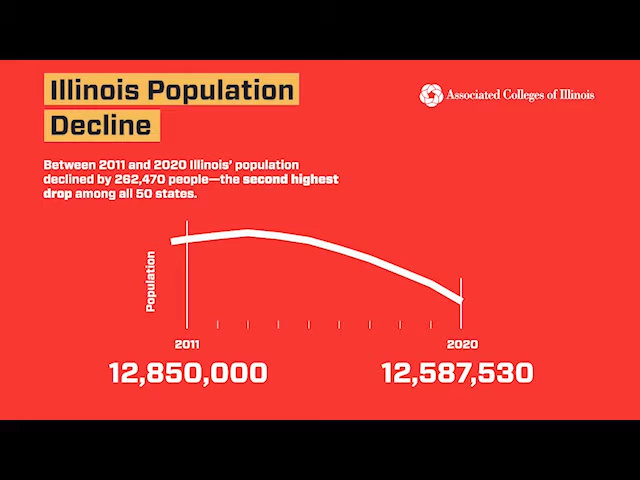 Illinois Population
Decline
Associated Colleges of Illinois
Between 2011 and 2020 Illinois’ population
declined by 262,470 people—the second highest
drop among all 50 states.
Population
2011
2020
12,850,000
12,587,530